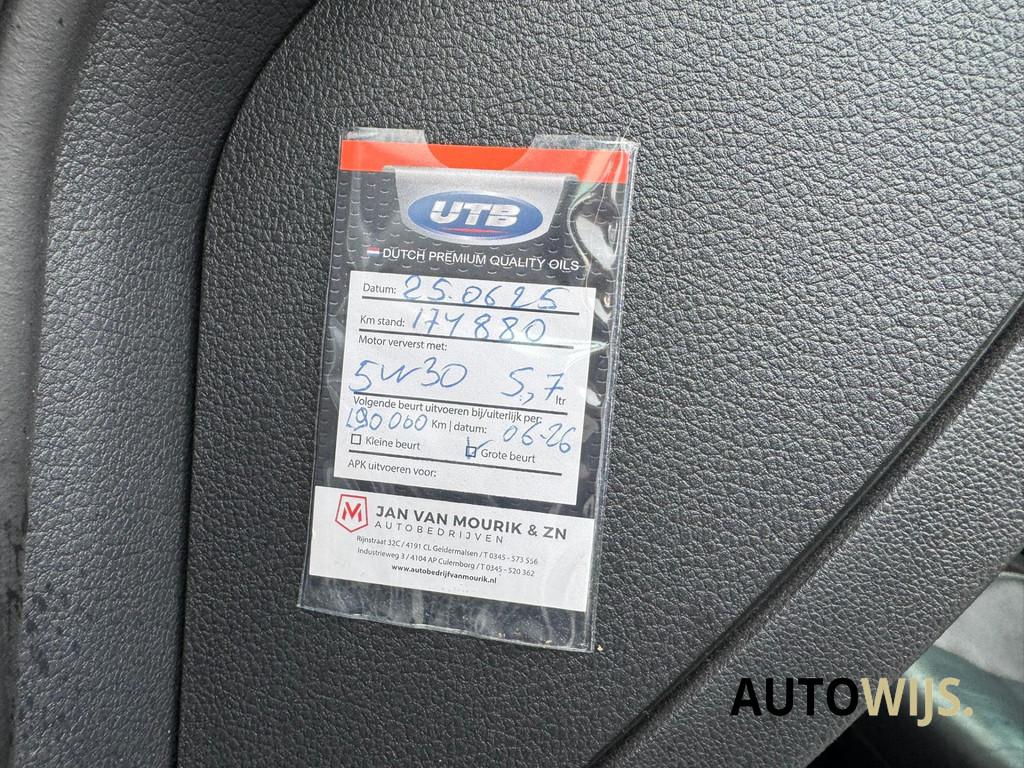 UTB
DUTCH PREMIUM QUALITY OILS
Datum: 25.06 25
Km stand: 174880
Motor ververst met:
5W30 5,7 ltr
Volgende beurt uitvoeren bij/uiterlijk per:
190 000 Km | datum: 06-26
Kleine beurt Grote beurt
APK uitvoeren voor:
M JAN VAN MOURIK & ZN
AUTOBEDRIJVEN
Rijnstraat 32C / 4191 CL Geldermalsen / T 0345 - 573 556
Industrieweg 3 / 4104 AP Culemborg / T 0345 - 520 362
www.autobedrijfvanmourik.nl
AUTOWIJS.